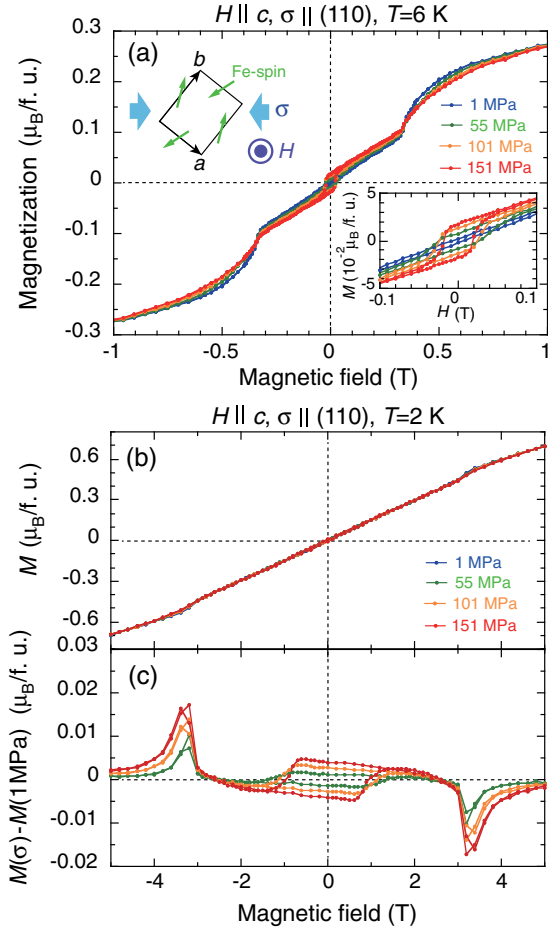 H || c, σ || (110), T=6 K
(a)
b
Fe-spin
σ
H
a
1 MPa
55 MPa
101 MPa
151 MPa
Magnetization (μB/f. u.)
0.3
0.2
0.1
0
-0.1
-0.2
-0.3
M (10⁻² μB/f. u.)
5
0
-5
-0.1
0
0.1
H (T)
-1
-0.5
0
0.5
1
Magnetic field (T)
H || c, σ || (110), T=2 K
(b)
M (μB/f. u.)
0.6
0.3
0
-0.3
-0.6
1 MPa
55 MPa
101 MPa
151 MPa
(c)
M(σ)-M(1MPa) (μB/f. u.)
0.03
0.02
0.01
0
-0.01
-0.02
-4
-2
0
2
4
Magnetic field (T)